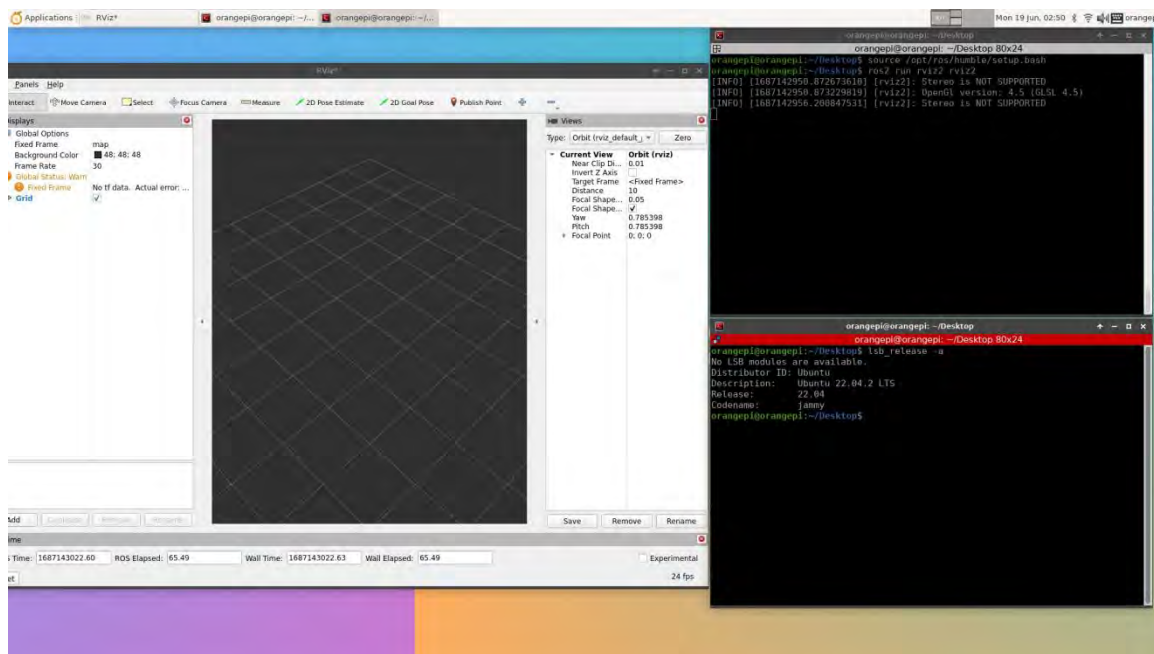 Applications RViz* orangepi@orangepi: ~/... orangepi@orangepi: ~/... Mon 19 Jun, 02:50 orangepi
RViz*
Panels Help
Interact Move Camera Select Focus Camera Measure 2D Pose Estimate 2D Goal Pose Publish Point
Displays
Global Options
Fixed Frame map
Background Color 48; 48; 48
Frame Rate 30
Global Status: Warn
Fixed Frame No tf data. Actual error: ...
Grid
Add Duplicate Remove Rename
Views
Type: Orbit (rviz_default_ Zero
Current View Orbit (rviz)
Near Clip Di... 0.01
Invert Z Axis
Target Frame <Fixed Frame>
Distance 10
Focal Shape... 0.05
Focal Shape...
Yaw 0.785398
Pitch 0.785398
Focal Point 0; 0; 0
Save Remove Rename
ime
Time: 1687143022.60 ROS Elapsed: 65.49 Wall Time: 1687143022.63 Wall Elapsed: 65.49 Experimental
et 24 fps
orangepi@orangepi: ~/Desktop
orangepi@orangepi: ~/Desktop 80x24
orangepi@orangepi:~/Desktop$ source /opt/ros/humble/setup.bash
orangepi@orangepi:~/Desktop$ ros2 run rviz2 rviz2
[INFO] [1687142950.872673610] [rviz2]: Stereo is NOT SUPPORTED
[INFO] [1687142950.873229819] [rviz2]: OpenGl version: 4.5 (GLSL 4.5)
[INFO] [1687142956.200847531] [rviz2]: Stereo is NOT SUPPORTED
orangepi@orangepi: ~/Desktop
orangepi@orangepi: ~/Desktop 80x24
orangepi@orangepi:~/Desktop$ lsb_release -a
No LSB modules are available.
Distributor ID: Ubuntu
Description: Ubuntu 22.04.2 LTS
Release: 22.04
Codename: jammy
orangepi@orangepi:~/Desktop$